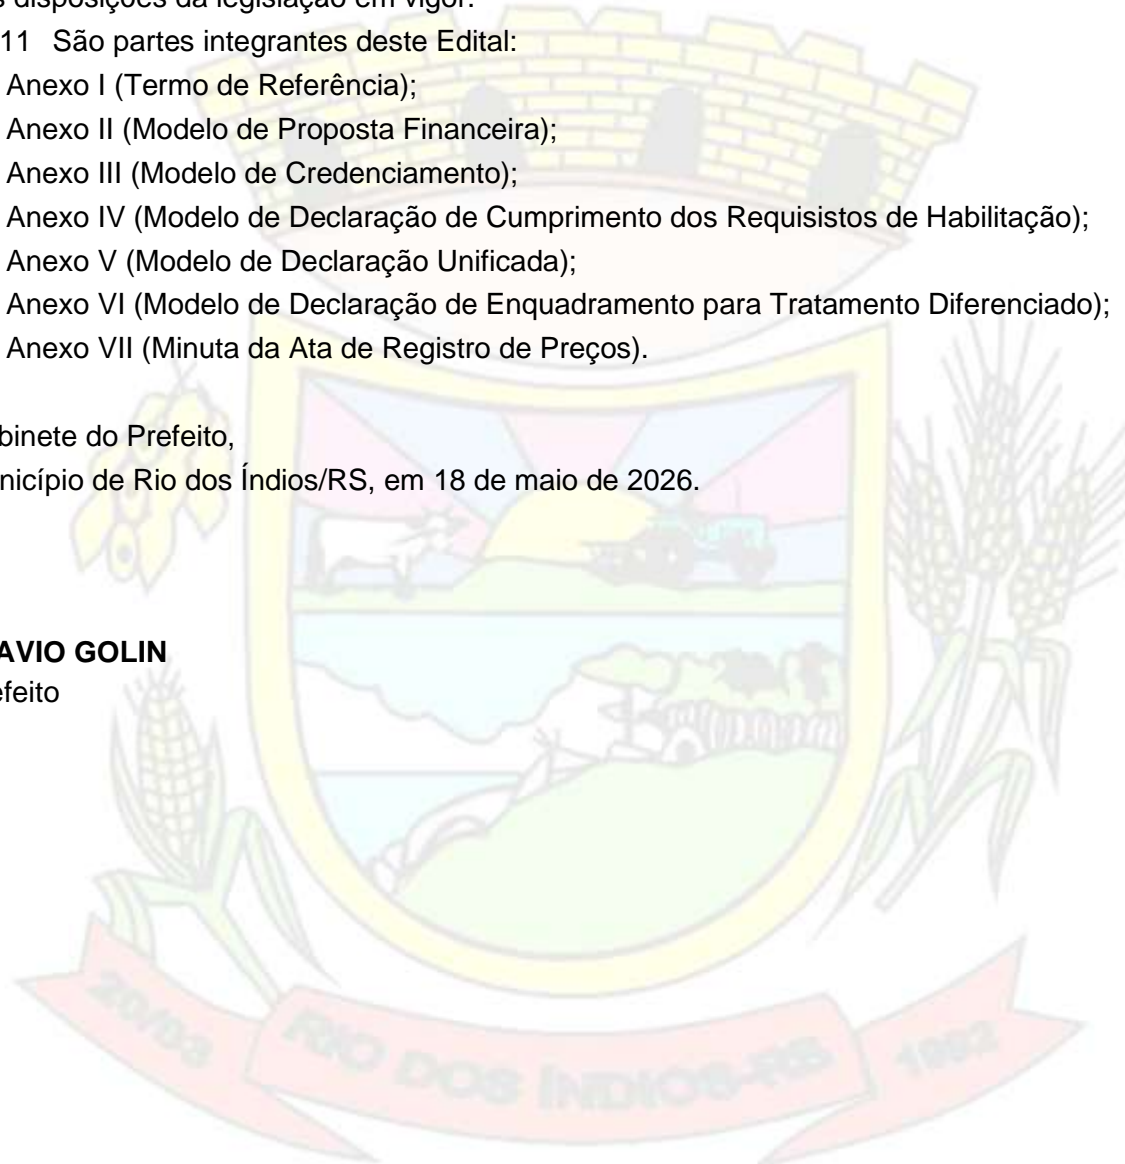 s disposições da legislação em vigor.
11 São partes integrantes deste Edital:
Anexo I (Termo de Referência);
Anexo II (Modelo de Proposta Financeira);
Anexo III (Modelo de Credenciamento);
Anexo IV (Modelo de Declaração de Cumprimento dos Requisistos de Habilitação);
Anexo V (Modelo de Declaração Unificada);
Anexo VI (Modelo de Declaração de Enquadramento para Tratamento Diferenciado);
Anexo VII (Minuta da Ata de Registro de Preços).
binete do Prefeito,
nicípio de Rio dos Índios/RS, em 18 de maio de 2026.
AVIO GOLIN
efeito
20/03 RIO DOS ÍNDIOS-RS 1992